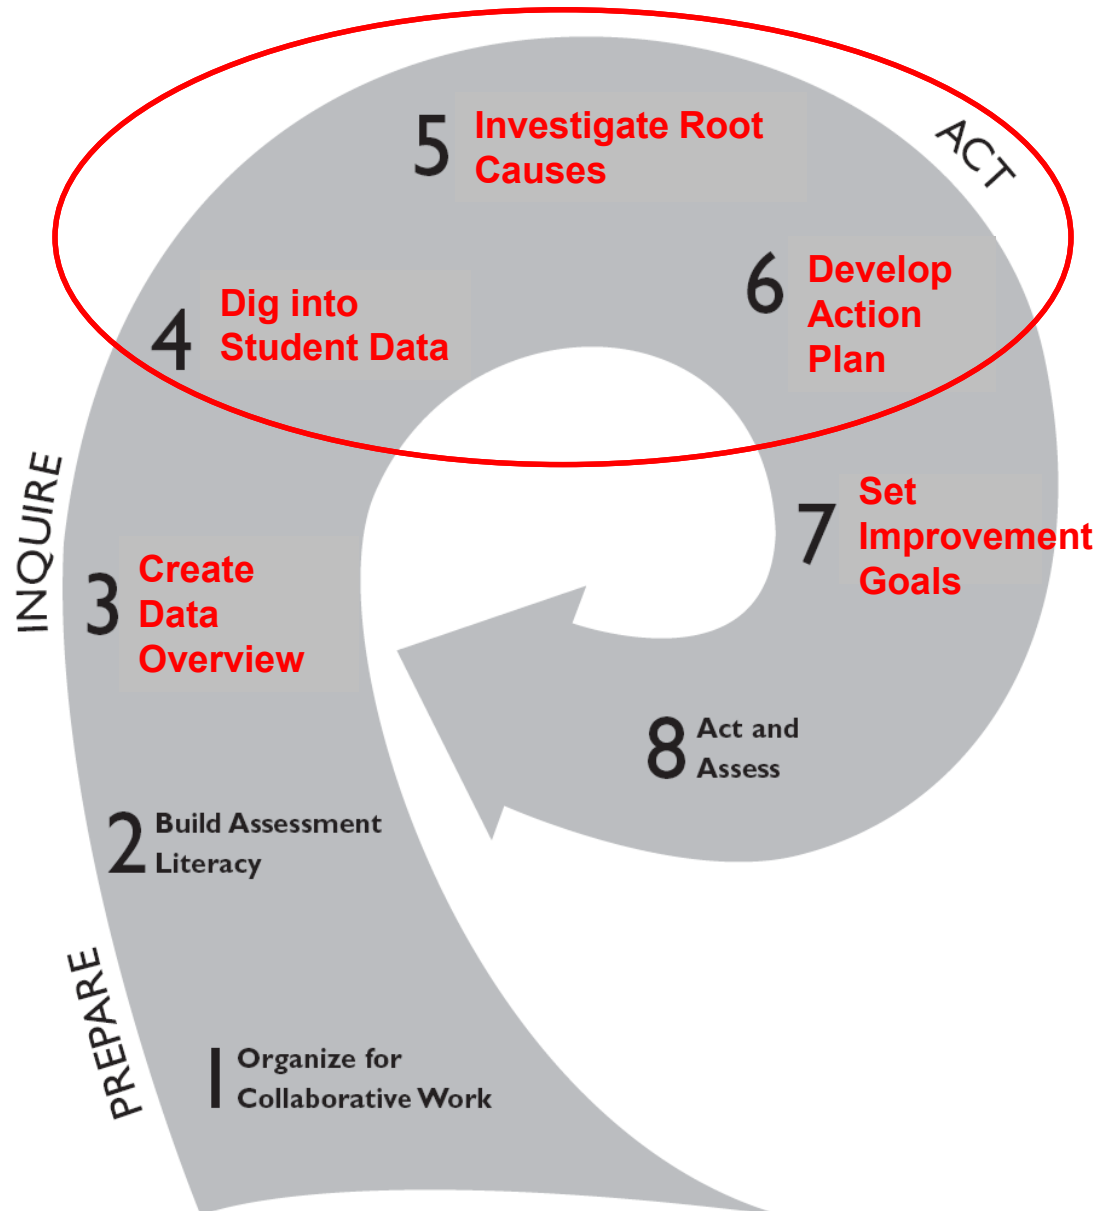 PREPARE
1 Organize for
Collaborative Work
2 Build Assessment
Literacy
INQUIRE
3 Create
Data
Overview
4 Dig into
Student Data
5 Investigate Root
Causes
ACT
6 Develop
Action
Plan
7 Set
Improvement
Goals
8 Act and
Assess